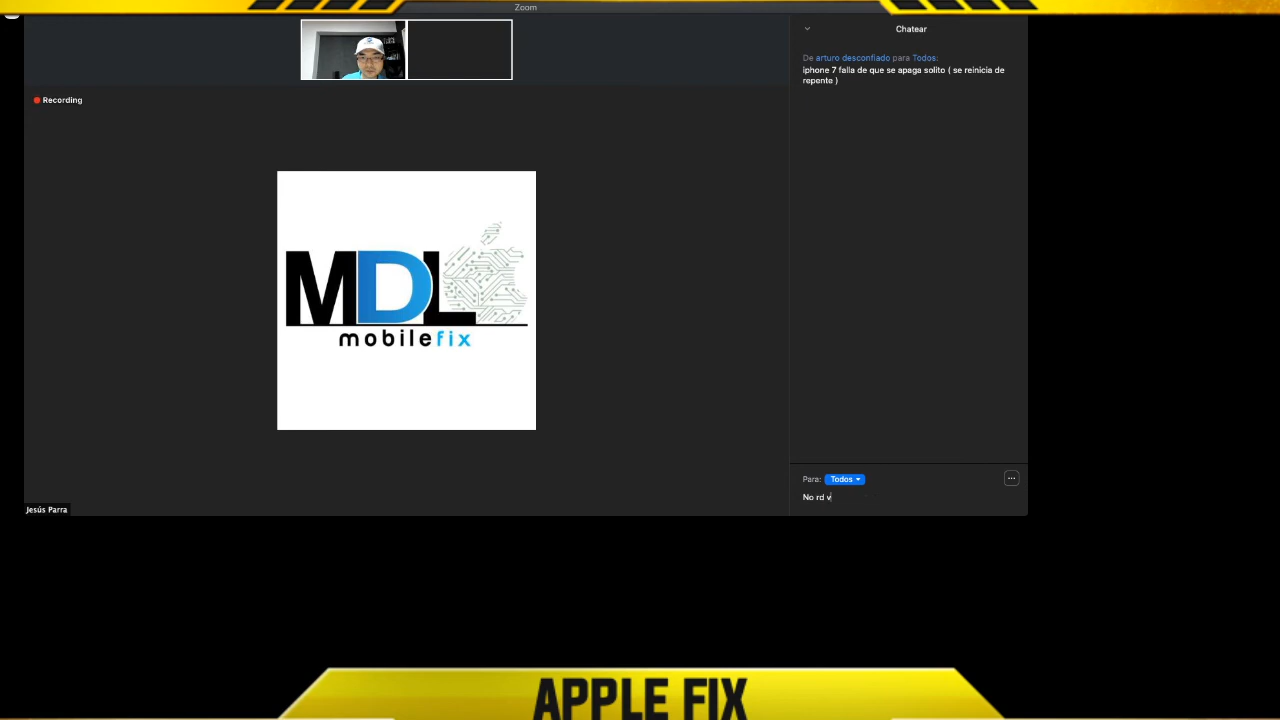 Zoom
Chatear
De arturo desconfiado para Todos:
iphone 7 falla de que se apaga solito ( se reinicia de
repente )
Recording
MDL
mobilefix
Para: Todos
No rd v
Jesús Parra
APPLE FIX